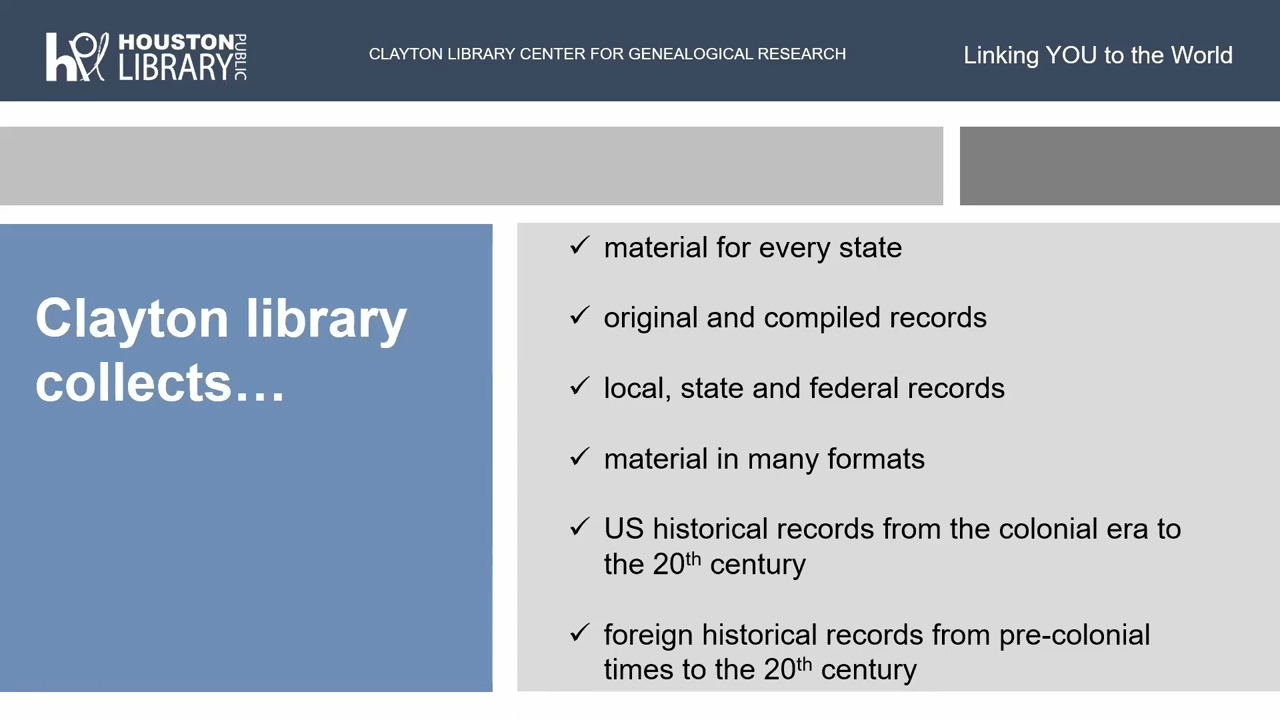 HOUSTON
LIBRARY
PUBLIC
CLAYTON LIBRARY CENTER FOR GENEALOGICAL RESEARCH
Linking YOU to the World
Clayton library
collects…
✓ material for every state
✓ original and compiled records
✓ local, state and federal records
✓ material in many formats
✓ US historical records from the colonial era to
the 20th century
✓ foreign historical records from pre-colonial
times to the 20th century